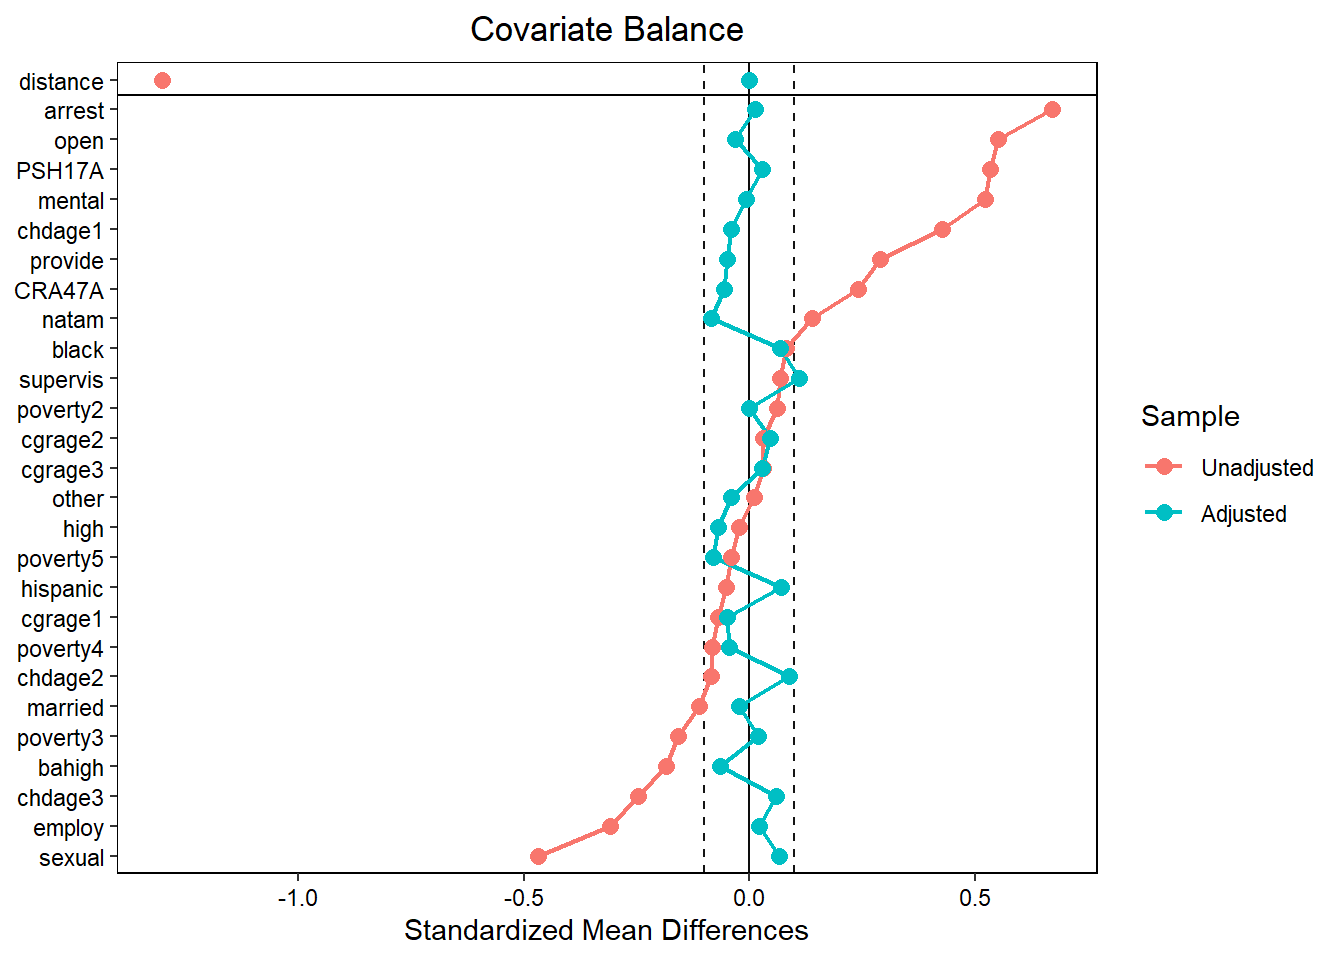 Covariate Balance
distance
arrest
open
PSH17A
mental
chdage1
provide
CRA47A
natam
black
supervis
poverty2
cgrage2
cgrage3
other
high
poverty5
hispanic
cgrage1
poverty4
chdage2
married
poverty3
bahigh
chdage3
employ
sexual
-1.0 -0.5 0.0 0.5
Standardized Mean Differences
Sample
Unadjusted
Adjusted